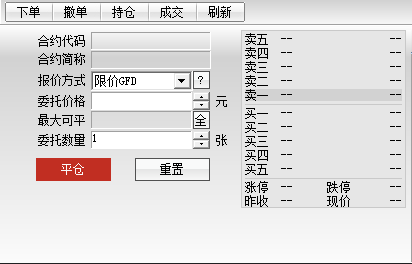 下单 撤单 持仓 成交 刷新
合约代码
合约简称
报价方式 限价GFD ?
委托价格 元
最大可平 全
委托数量 1 张
平仓 重置
卖五 --  --
卖四 --  --
卖三 --  --
卖二 --  --
卖一 --  --
买一 --  --
买二 --  --
买三 --  --
买四 --  --
买五 --  --
涨停 -- 跌停 --
昨收 -- 现价 --